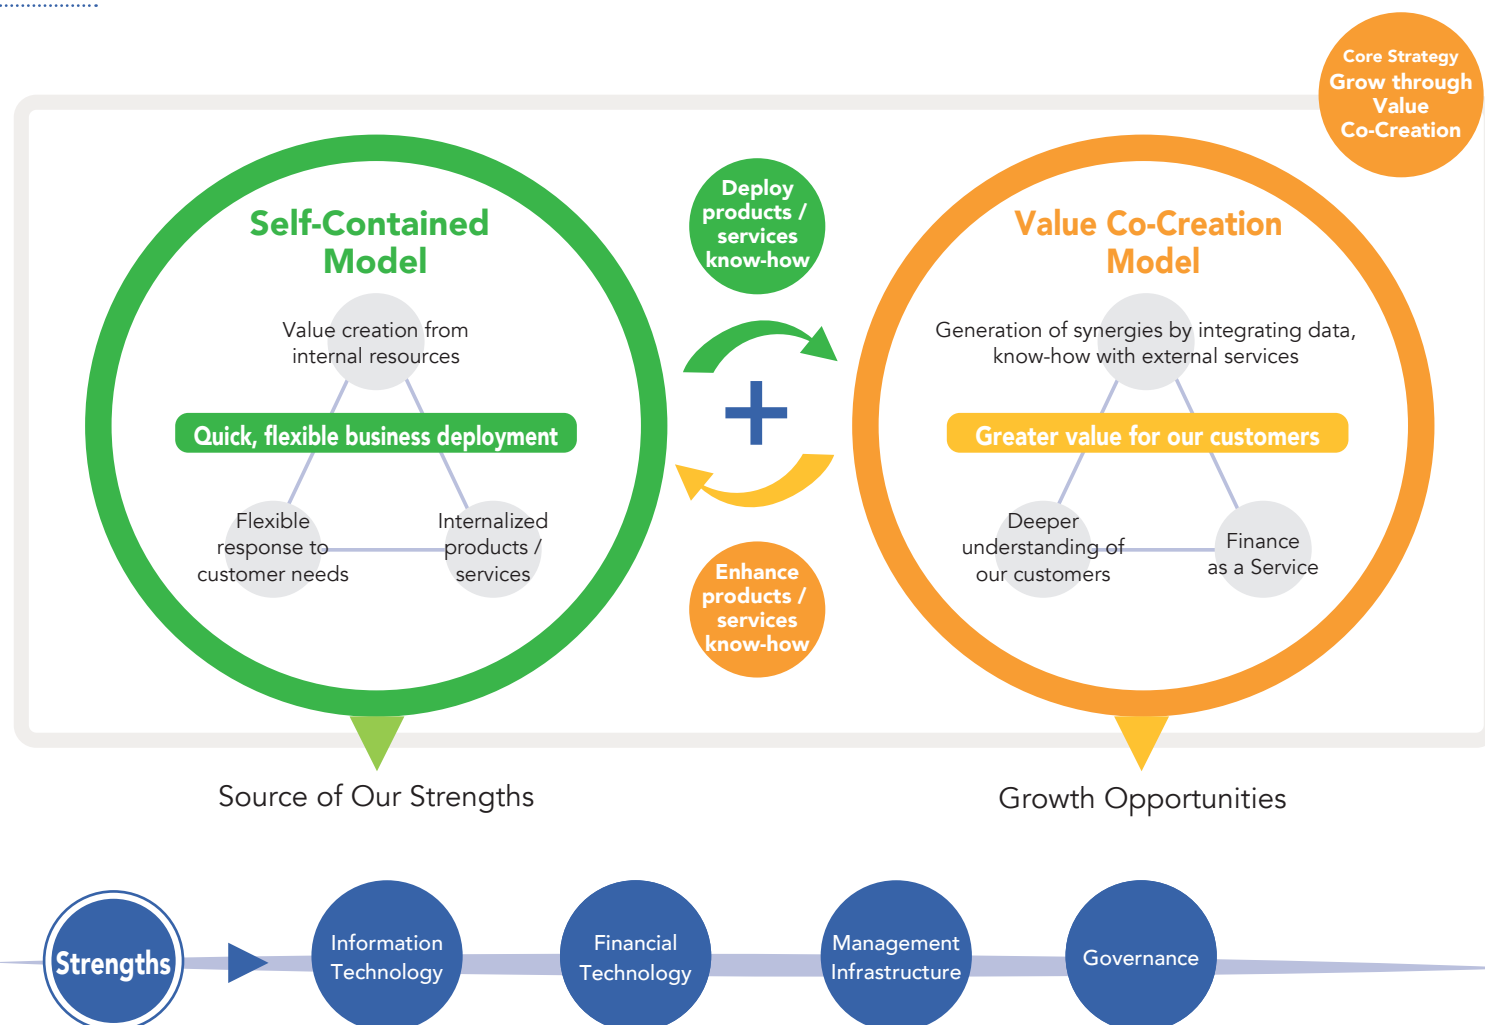 Core Strategy
Grow through
Value
Co-Creation
Self-Contained
Model
Value creation from
internal resources
Quick, flexible business deployment
Flexible
response to
customer needs
Internalized
products /
services
Deploy
products /
services
know-how
Enhance
products /
services
know-how
Value Co-Creation
Model
Generation of synergies by integrating data,
know-how with external services
Greater value for our customers
Deeper
understanding of
our customers
Finance
as a Service
Source of Our Strengths
Growth Opportunities
Strengths
Information
Technology
Financial
Technology
Management
Infrastructure
Governance